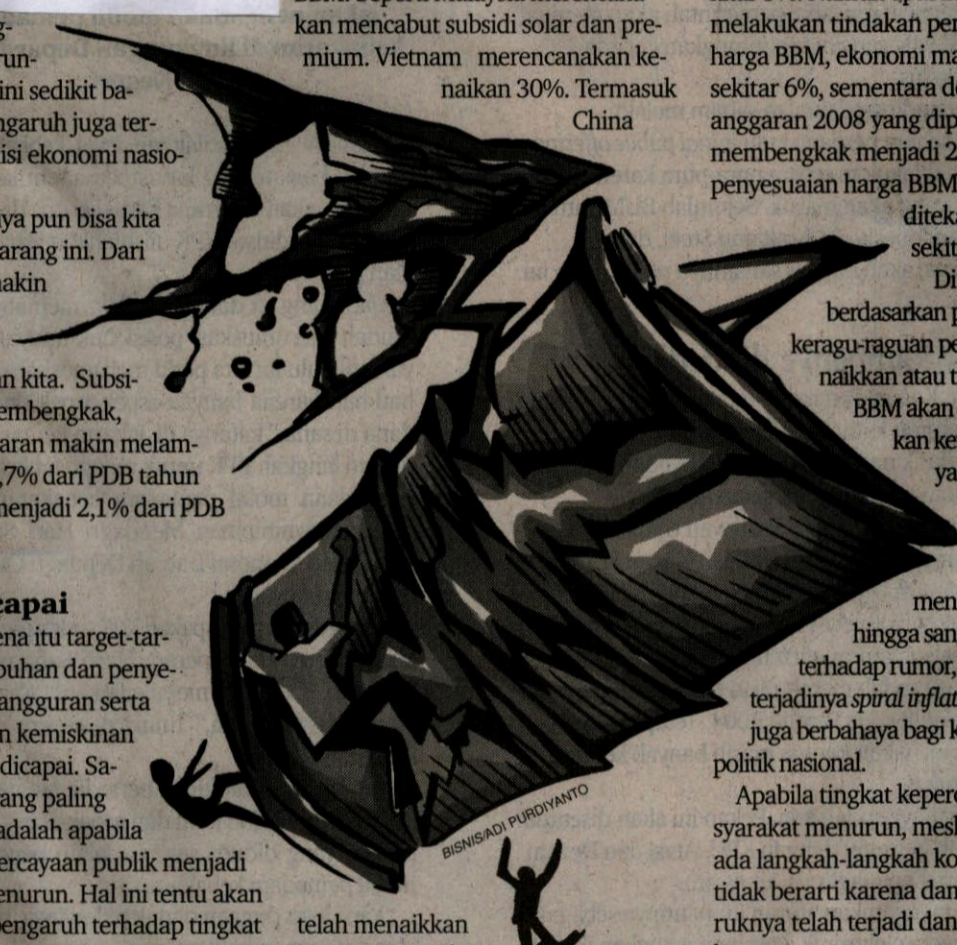 g-
run-
ini sedikit ba-
ngaruh juga ter-
isi ekonomi nasio-
ya pun bisa kita
arang ini. Dari
akin
an kita. Subsi-
embengkak,
aran makin melam-
,7% dari PDB tahun
menjadi 2,1% dari PDB
capai
ena itu target-tar-
buhan dan penye-
angguran serta
n kemiskinan
dicapai. Sa-
ang paling
adalah apabila
ercayaan publik menjadi
enurun. Hal ini tentu akan
pengaruh terhadap tingkat
kan mencabut subsidi solar dan pre-
mium. Vietnam merencanakan ke-
naikan 30%. Termasuk
China
BISNIS/ADI PURDIYANTO
telah menaikkan
melakukan tindakan pe
harga BBM, ekonomi ma
sekitar 6%, sementara de
anggaran 2008 yang dip
membengkak menjadi 2
penyesuaian harga BBM
diteka
sekit
Di
berdasarkan p
keragu-raguan pe
naikkan atau t
BBM akan
kan ke
ya
men
hingga san
terhadap rumor,
terjadinya spiral inflat
juga berbahaya bagi k
politik nasional.
Apabila tingkat keperc
syarakat menurun, mesk
ada langkah-langkah ko
tidak berarti karena dan
ruknya telah terjadi dan